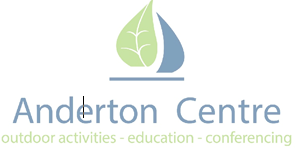 Anderton Centre
outdoor activities - education - conferencing